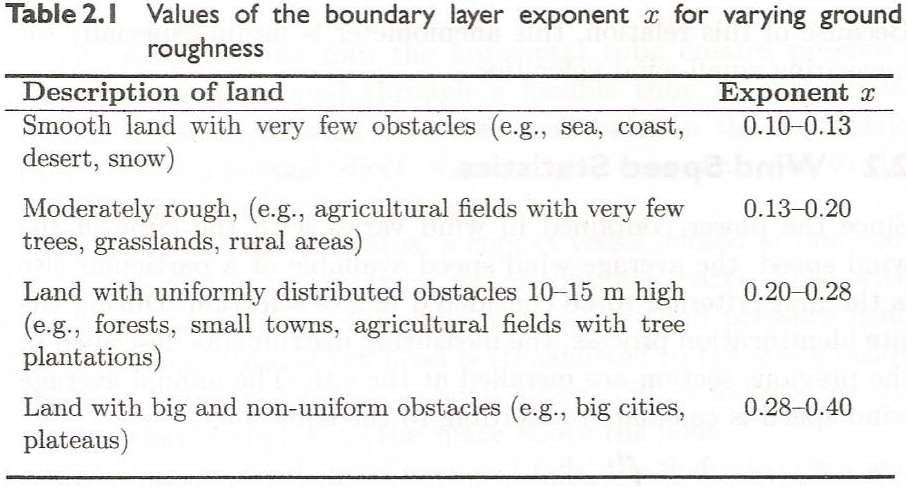 Table 2.1 Values of the boundary layer exponent x for varying ground
roughness
Description of land Exponent x
Smooth land with very few obstacles (e.g., sea, coast, 0.10–0.13
desert, snow)
Moderately rough, (e.g., agricultural fields with very few 0.13–0.20
trees, grasslands, rural areas)
Land with uniformly distributed obstacles 10–15 m high 0.20–0.28
(e.g., forests, small towns, agricultural fields with tree
plantations)
Land with big and non-uniform obstacles (e.g., big cities, 0.28–0.40
plateaus)